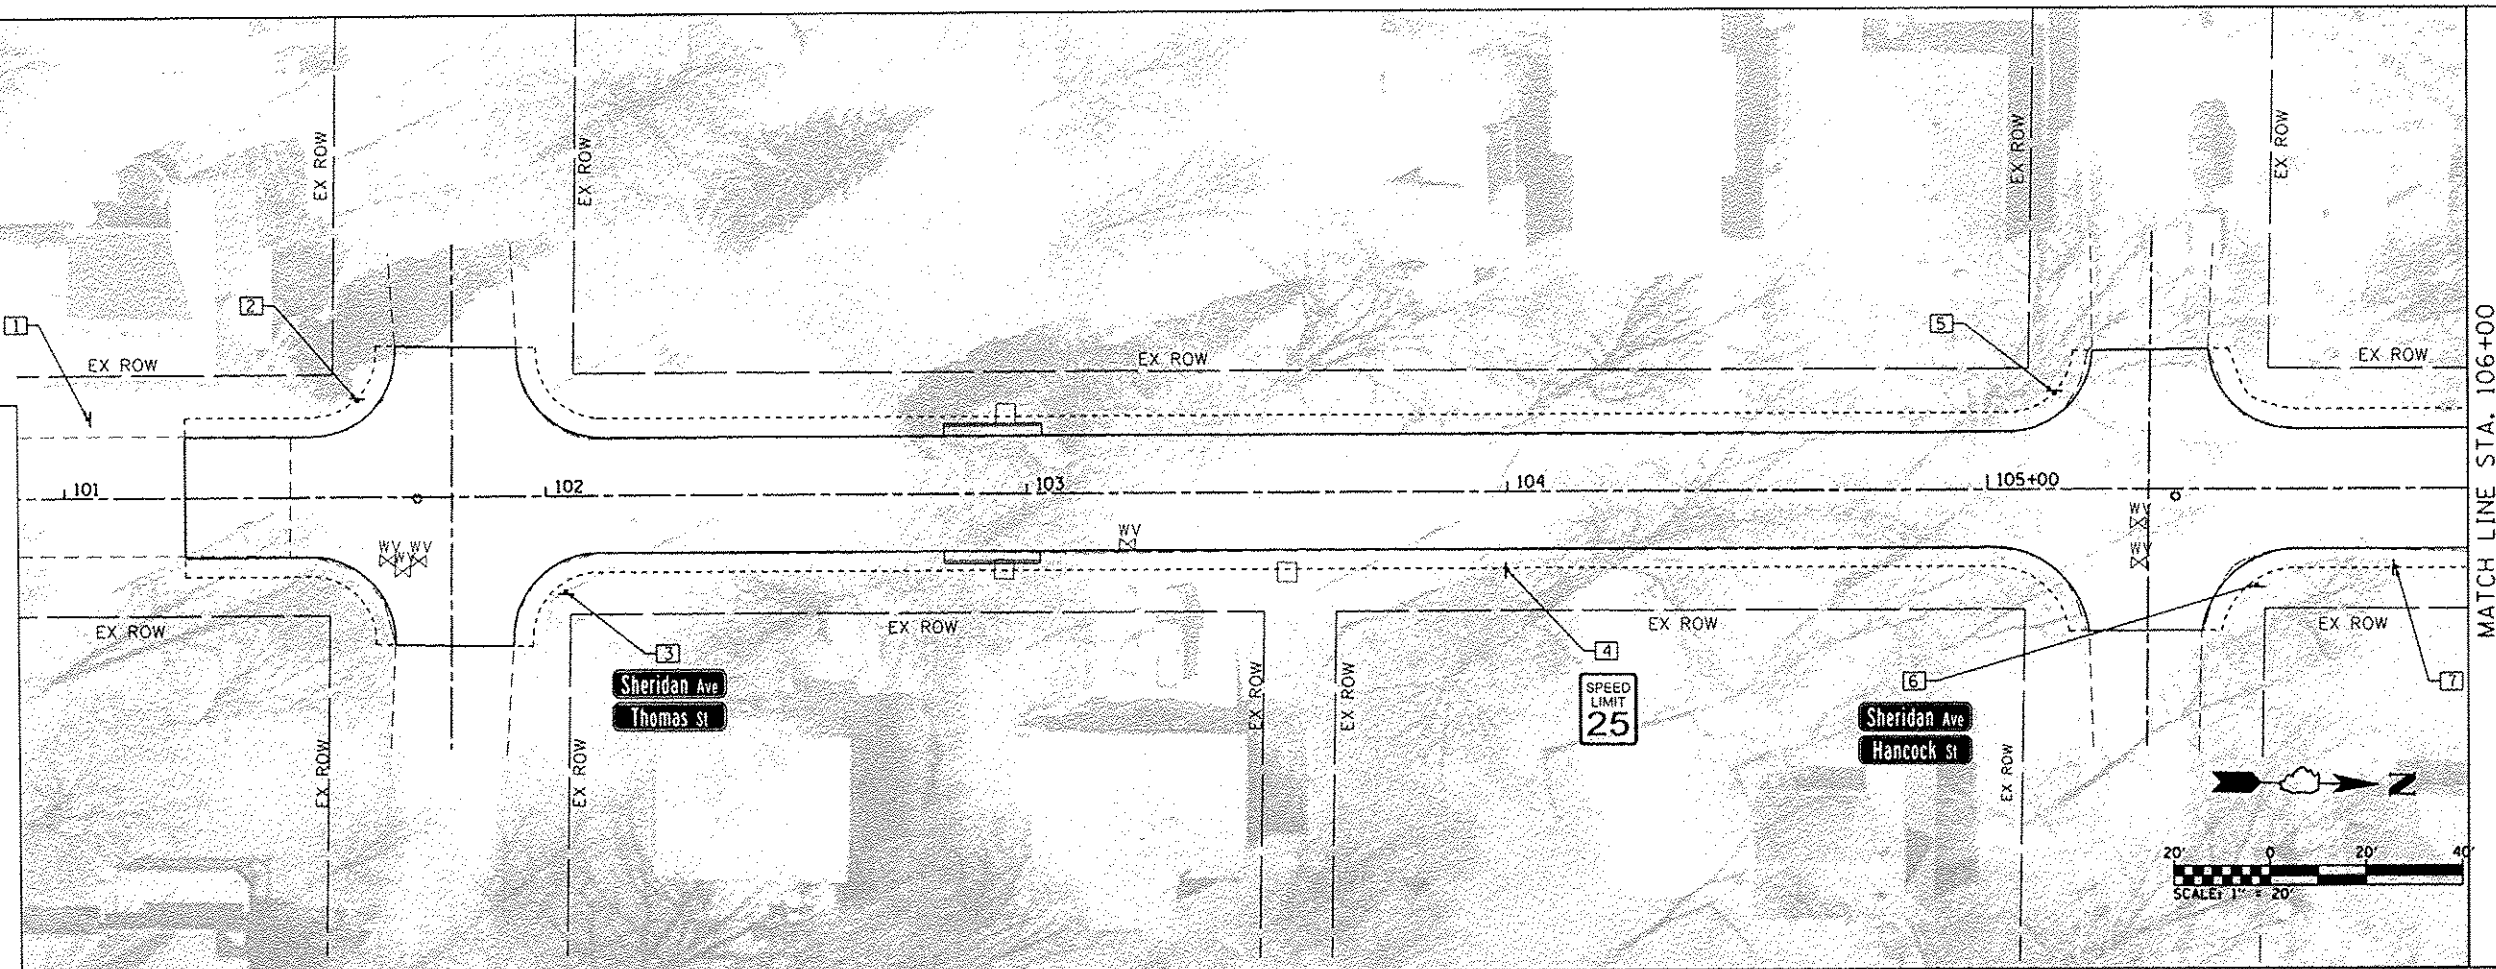 EX ROW
EX ROW
EX ROW
EX ROW
2
1
5
EX ROW
EX ROW
EX ROW
MATCH LINE STA. 106+00
101
102
103
104
105+00
WV
WV
WV
WV
WV
WV
EX ROW
EX ROW
EX ROW
EX ROW
3
4
6
7
Sheridan Ave
Thomas St
SPEED
LIMIT
25
Sheridan Ave
Hancock St
EX ROW
EX ROW
EX ROW
EX ROW
EX ROW
N
20' 0 20' 40'
SCALE: 1" = 20'